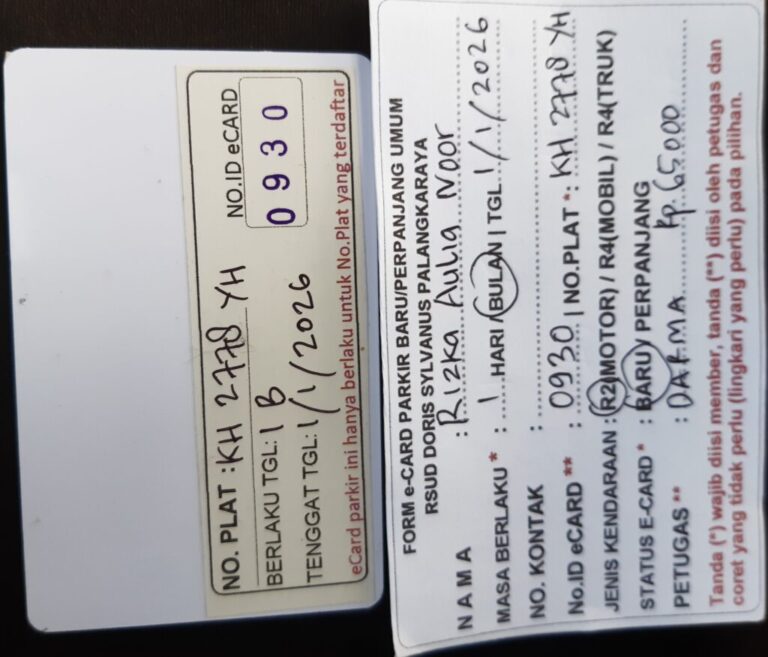 NO. PLAT : KH 2778 YH
NO.ID eCARD
0930
BERLAKU TGL: 1 B
TENGGAT TGL: 1/1/2026
eCard parkir ini hanya berlaku untuk No.Plat yang terdaftar
FORM e-CARD PARKIR BARU/PERPANJANG UMUM
RSUD DORIS SYLVANUS PALANGKARAYA
N A M A : Rizka Aulia Noor
MASA BERLAKU * : 1 HARI /BULAN | TGL. 1/1/2026
NO. KONTAK :
No.ID eCARD ** : 0930 | NO.PLAT *: KH 2778 YH
JENIS KENDARAAN : R2(MOTOR) / R4(MOBIL) / R4(TRUK)
STATUS E-CARD * : BARU/ PERPANJANG
PETUGAS ** : DARMA Rp. 65.000
Tanda (*) wajib diisi member, tanda (**) diisi oleh petugas dan
coret yang tidak perlu (lingkari yang perlu) pada pilihan.